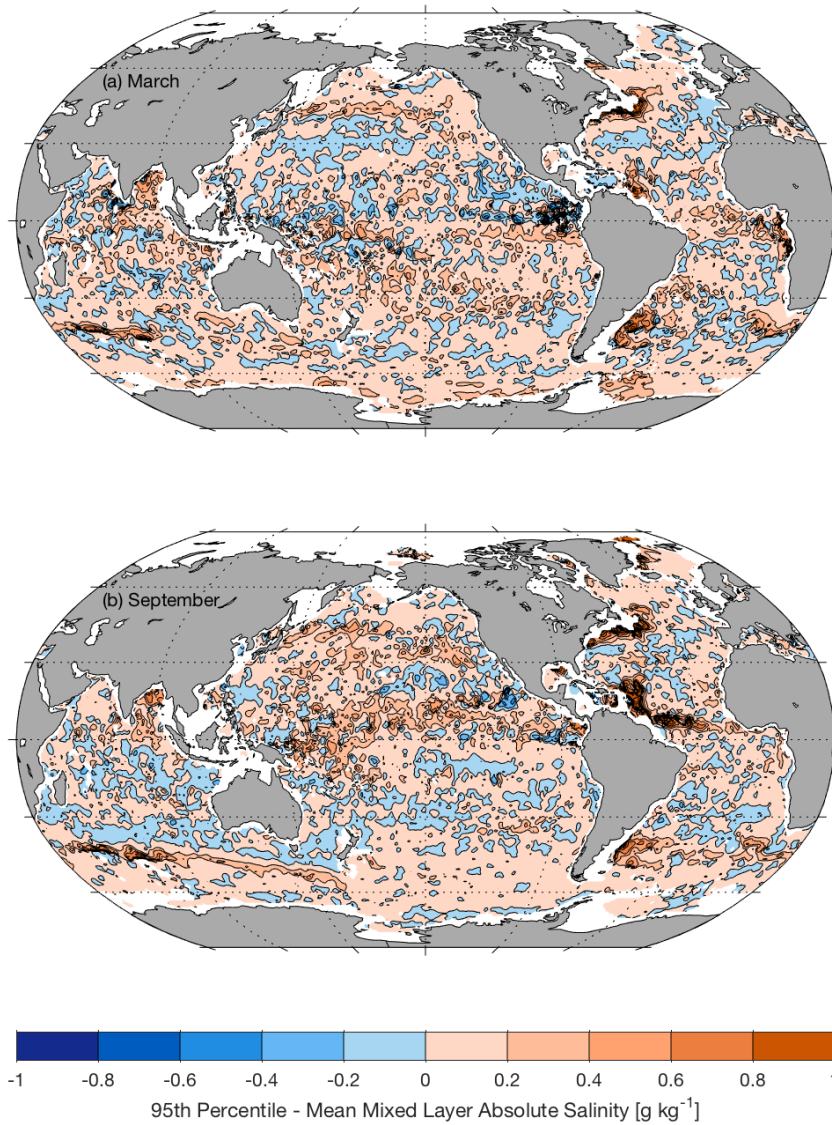 (a) March
(b) September
-1 -0.8 -0.6 -0.4 -0.2 0 0.2 0.4 0.6 0.8 1
95th Percentile - Mean Mixed Layer Absolute Salinity [g kg⁻¹]